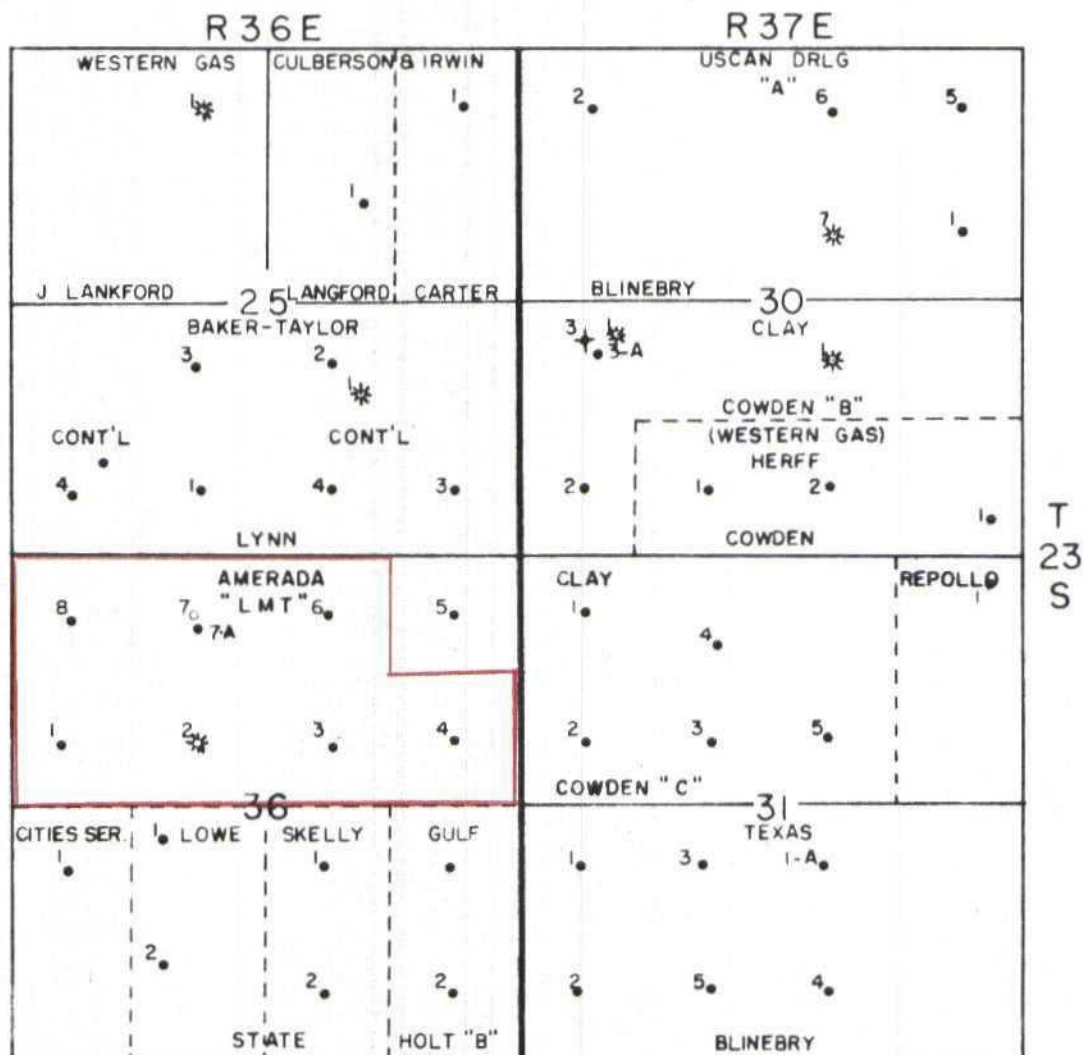 R 36 E R 37 E
WESTERN GAS CULBERSON & IRWIN USCAN DRLG
"A"
1 1 2 6 5
1 7 1
J LANKFORD 25 LANGFORD CARTER BLINEBRY 30
BAKER-TAYLOR CLAY
3 2 1 3 1 3-A 1
COWDEN "B"
CONT'L CONT'L (WESTERN GAS)
HERFF
4 1 4 3 2 1 2 1
LYNN COWDEN
T
23
S
AMERADA CLAY REPOLLO
"LMT"
8 7 7-A 6 5 1 4 1
1 2 3 4 2 3 5
36 COWDEN "C" 31
CITIES SER. LOWE SKELLY GULF TEXAS
1 1 1 1 3 1-A
2 2 2 2 5 4
STATE HOLT "B" BLINEBRY